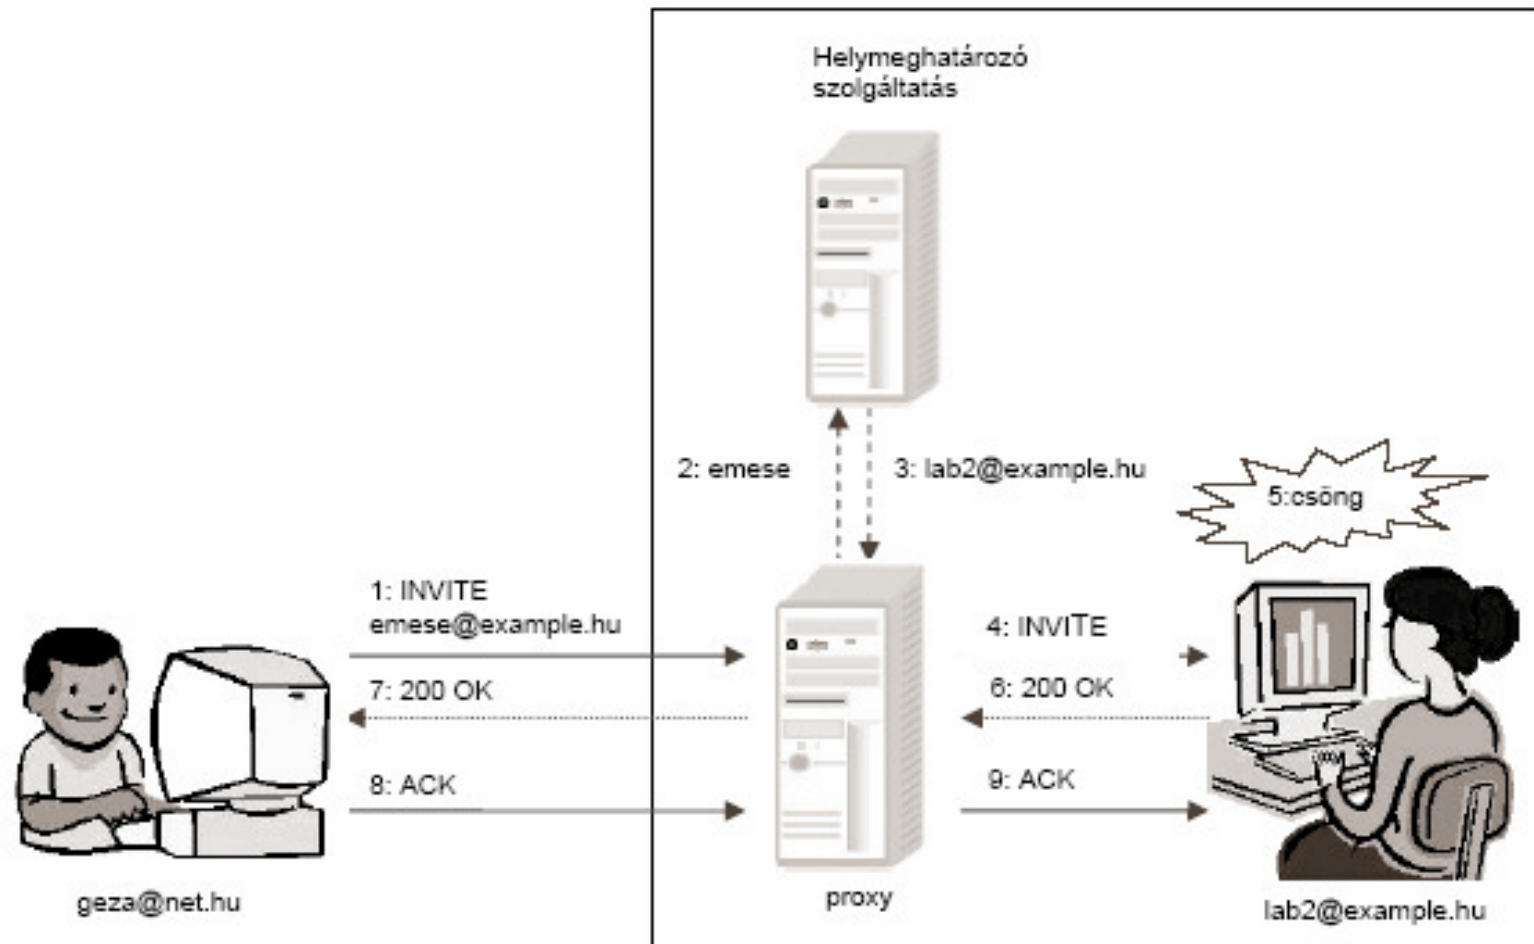 Helymeghatározó
szolgáltatás
2: emese
3: lab2@example.hu
5:csöng
1: INVITE
emese@example.hu
4: INVITE
7: 200 OK
6: 200 OK
8: ACK
9: ACK
geza@net.hu
proxy
lab2@example.hu